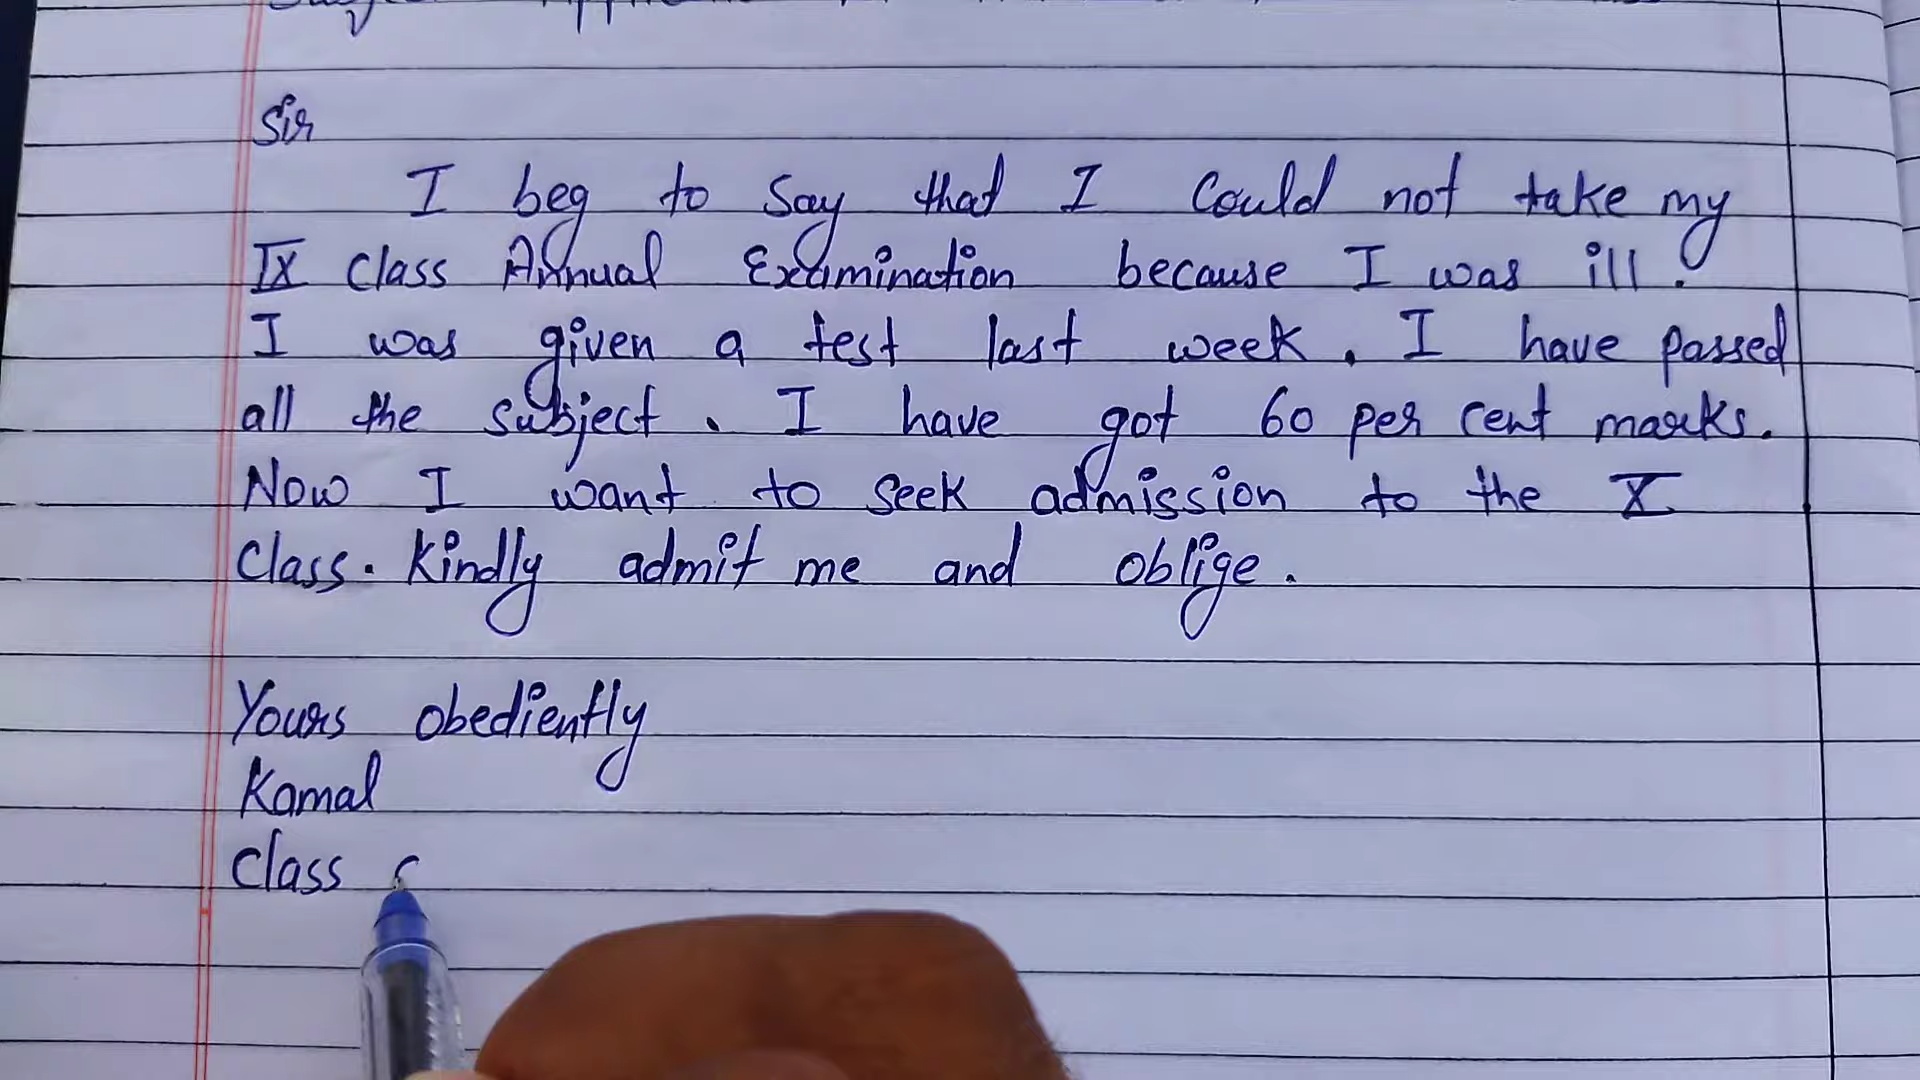 Sir
I beg to say that I could not take my
IX class Annual Examination because I was ill.
I was given a test last week. I have passed
all the subject. I have got 60 per cent marks.
Now I want to seek admission to the X
Class. Kindly admit me and oblige.
Yours obediently
Kamal
Class